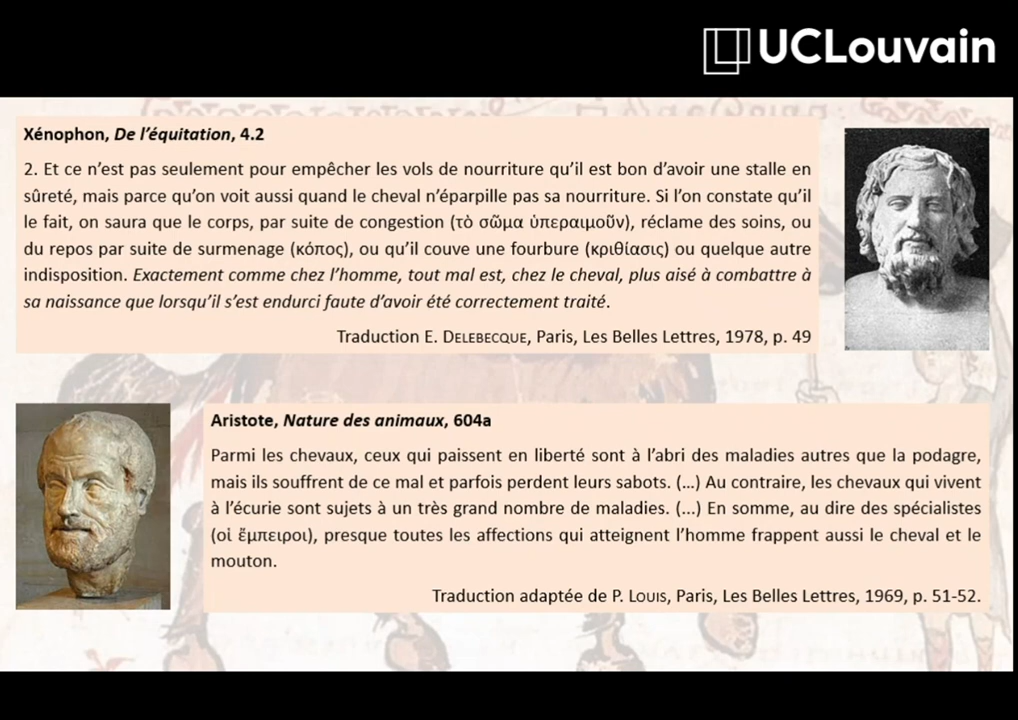 UCLouvain
Xénophon, De l'équitation, 4.2
2. Et ce n'est pas seulement pour empêcher les vols de nourriture qu'il est bon d'avoir une stalle en
sûreté, mais parce qu'on voit aussi quand le cheval n'éparpille pas sa nourriture. Si l'on constate qu'il
le fait, on saura que le corps, par suite de congestion (τὸ σῶμα ὑπεραιμοῦν), réclame des soins, ou
du repos par suite de surmenage (κόπος), ou qu'il couve une fourbure (κριθίασις) ou quelque autre
indisposition. Exactement comme chez l'homme, tout mal est, chez le cheval, plus aisé à combattre à
sa naissance que lorsqu'il s'est endurci faute d'avoir été correctement traité.
Traduction E. DELEBECQUE, Paris, Les Belles Lettres, 1978, p. 49
Aristote, Nature des animaux, 604a
Parmi les chevaux, ceux qui paissent en liberté sont à l'abri des maladies autres que la podagre,
mais ils souffrent de ce mal et parfois perdent leurs sabots. (...) Au contraire, les chevaux qui vivent
à l'écurie sont sujets à un très grand nombre de maladies. (...) En somme, au dire des spécialistes
(οἱ ἔμπειροι), presque toutes les affections qui atteignent l'homme frappent aussi le cheval et le
mouton.
Traduction adaptée de P. LOUIS, Paris, Les Belles Lettres, 1969, p. 51-52.